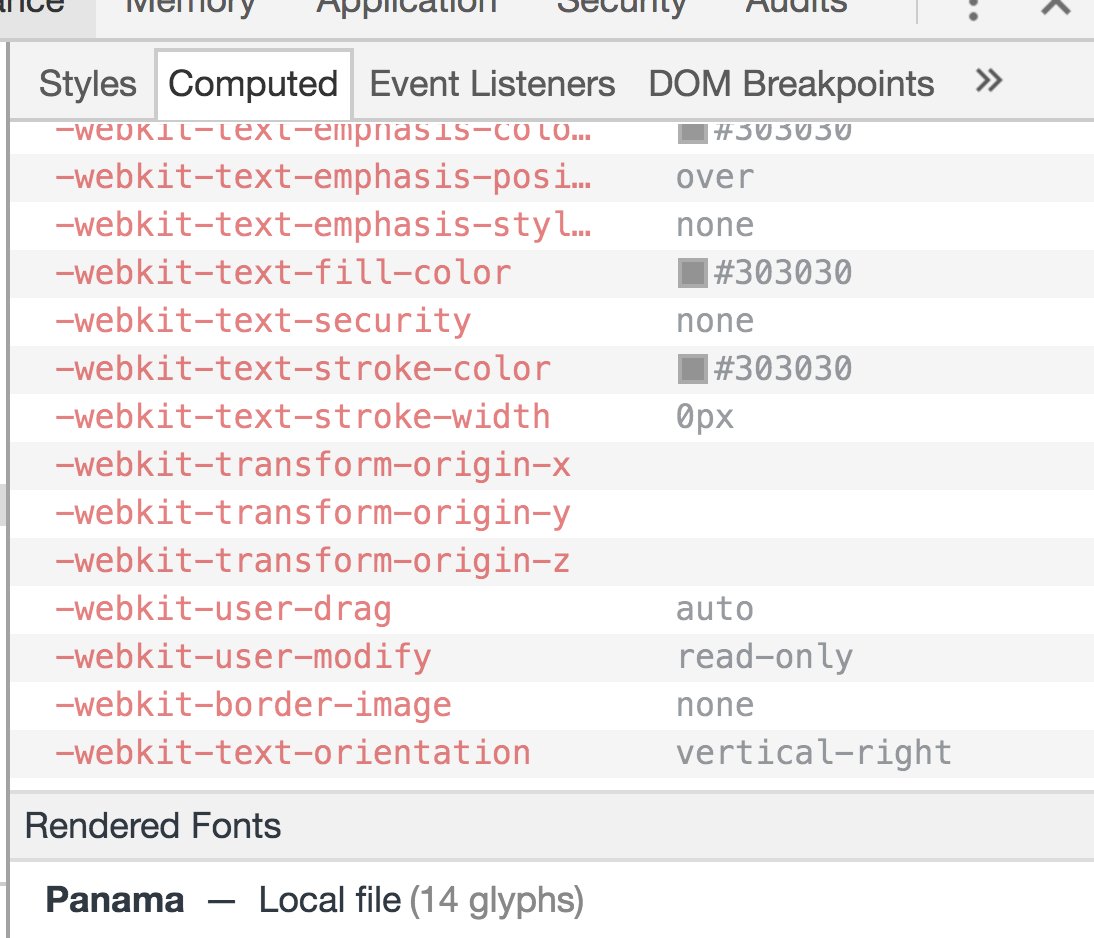 ance Memory Application Security Audits
Styles Computed Event Listeners DOM Breakpoints »
-webkit-text-emphasis-colo… #303030
-webkit-text-emphasis-posi… over
-webkit-text-emphasis-styl… none
-webkit-text-fill-color #303030
-webkit-text-security none
-webkit-text-stroke-color #303030
-webkit-text-stroke-width 0px
-webkit-transform-origin-x
-webkit-transform-origin-y
-webkit-transform-origin-z
-webkit-user-drag auto
-webkit-user-modify read-only
-webkit-border-image none
-webkit-text-orientation vertical-right
Rendered Fonts
Panama — Local file (14 glyphs)